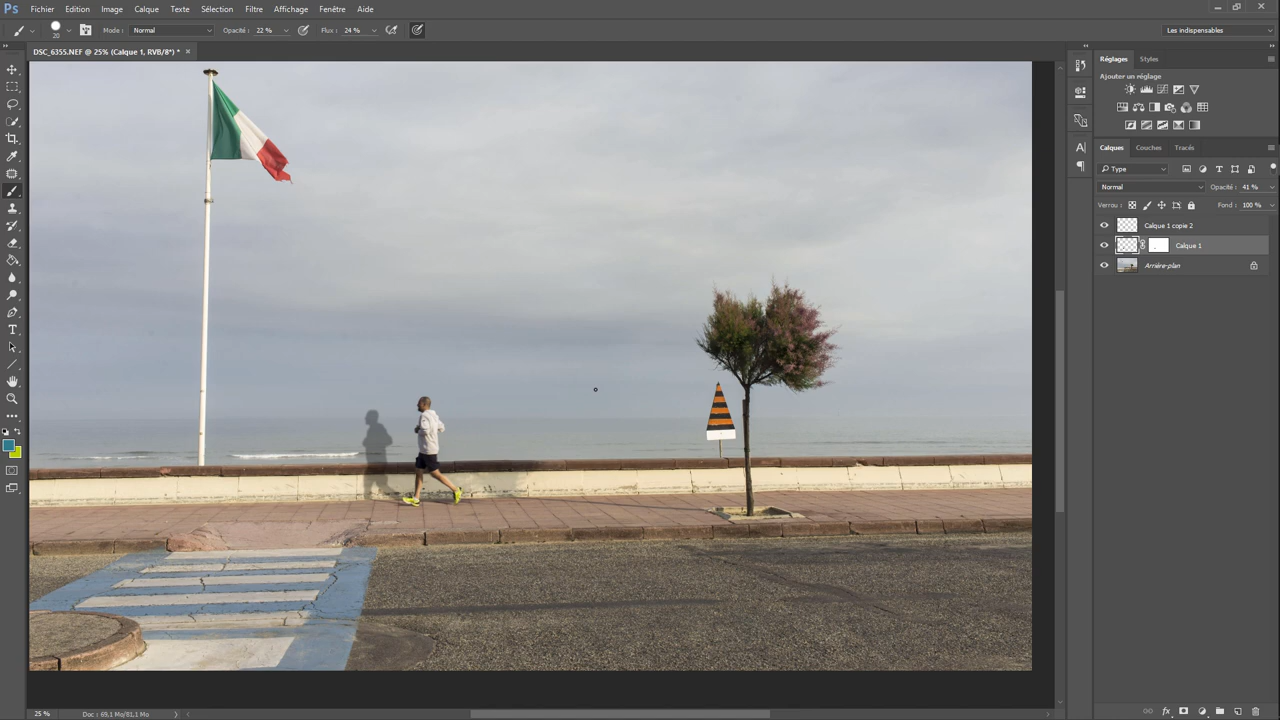 Ps Fichier Edition Image Calque Texte Sélection Filtre Affichage Fenêtre Aide
20 Mode : Normal Opacité : 22 % Flux : 24 % Les indispensables
DSC_6355.NEF @ 25% (Calque 1, RVB/8*) * ×
Réglages Styles
Ajouter un réglage
Calques Couches Tracés
Type
Normal Opacité : 41 %
Verrou : Fond : 100 %
Calque 1 copie 2
Calque 1
Arrière-plan
25 % Doc : 69,1 Mo/81,1 Mo